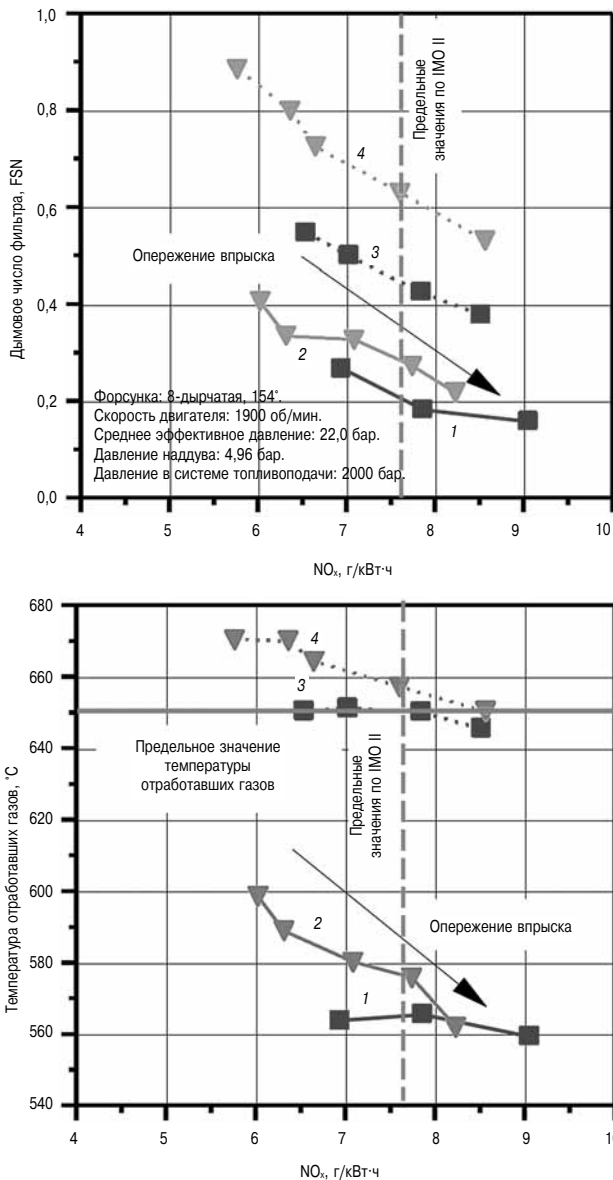 1,0
0,8
0,6
0,4
0,2
0,0
Дымовое число фильтра, FSN
Предельные
значения по IMO II
4
3
Опережение впрыска
2
1
Форсунка: 8-дырчатая, 154˚.
Скорость двигателя: 1900 об/мин.
Среднее эффективное давление: 22,0 бар.
Давление наддува: 4,96 бар.
Давление в системе топливоподачи: 2000 бар.
4 5 6 7 8 9 10
NOₓ, г/кВт·ч
680
660
640
620
600
580
560
540
Температура отработавших газов, ˚C
4
3
Предельное значение
температуры
отработавших газов
Предельные
значения по IMO II
2
Опережение впрыска
1
4 5 6 7 8 9 10
NOₓ, г/кВт·ч